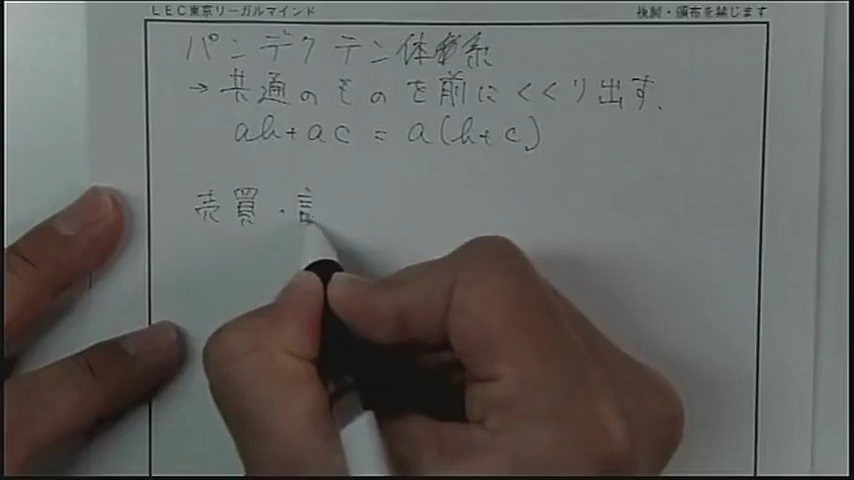 LEC東京リーガルマインド
複製・頒布を禁じます
パンデクテン体系
→共通のものを前にくくり出す.
ab+ac = a(b+c)
売買・言